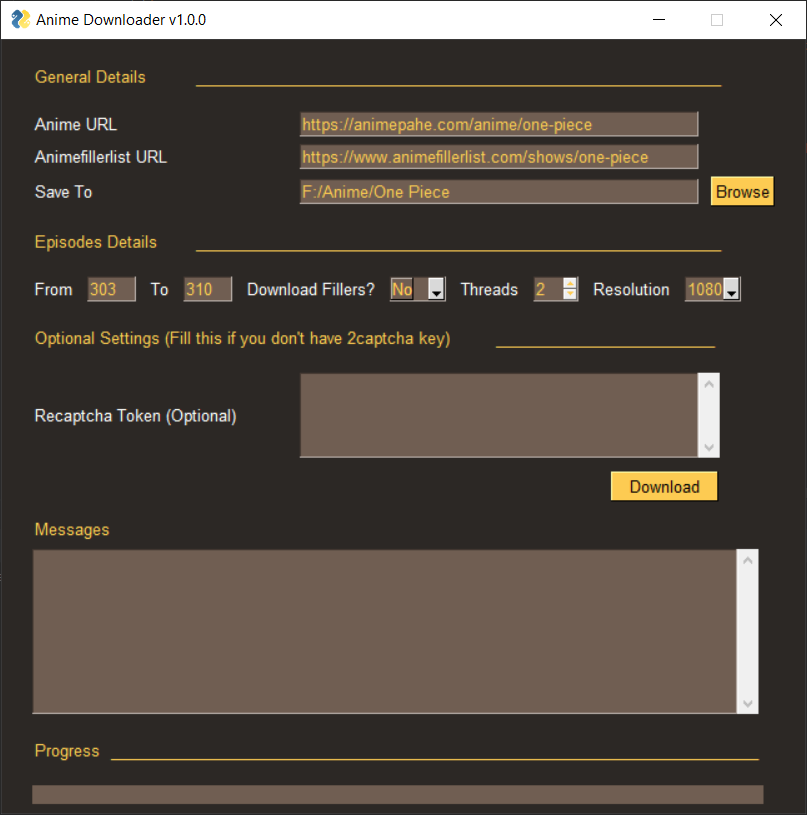 Anime Downloader v1.0.0
General Details
Anime URL https://animepahe.com/anime/one-piece
Animefillerlist URL https://www.animefillerlist.com/shows/one-piece
Save To F:/Anime/One Piece Browse
Episodes Details
From 303 To 310 Download Fillers? No Threads 2 Resolution 1080
Optional Settings (Fill this if you don't have 2captcha key)
Recaptcha Token (Optional)
Download
Messages
Progress